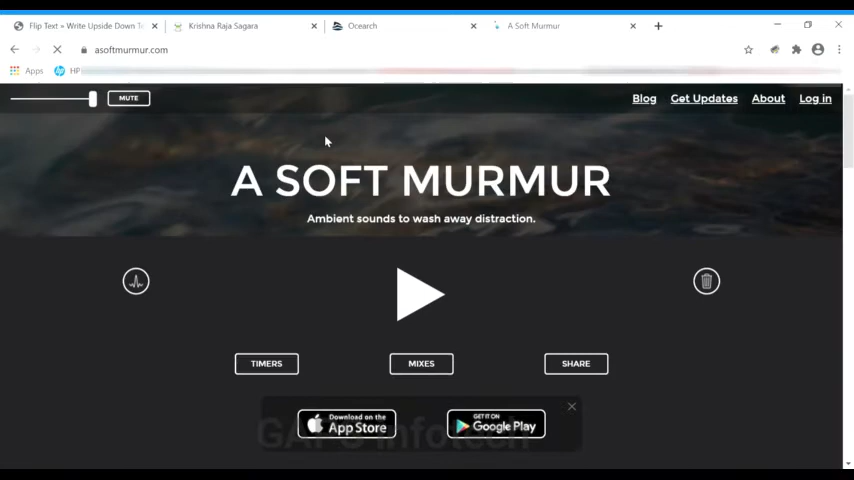 Flip Text » Write Upside Down T
Krishna Raja Sagara
Ocearch
A Soft Murmur
asoftmurmur.com
Apps
HP
MUTE
Blog
Get Updates
About
Log in
A SOFT MURMUR
Ambient sounds to wash away distraction.
TIMERS
MIXES
SHARE
Download on the
App Store
GET IT ON
Google Play